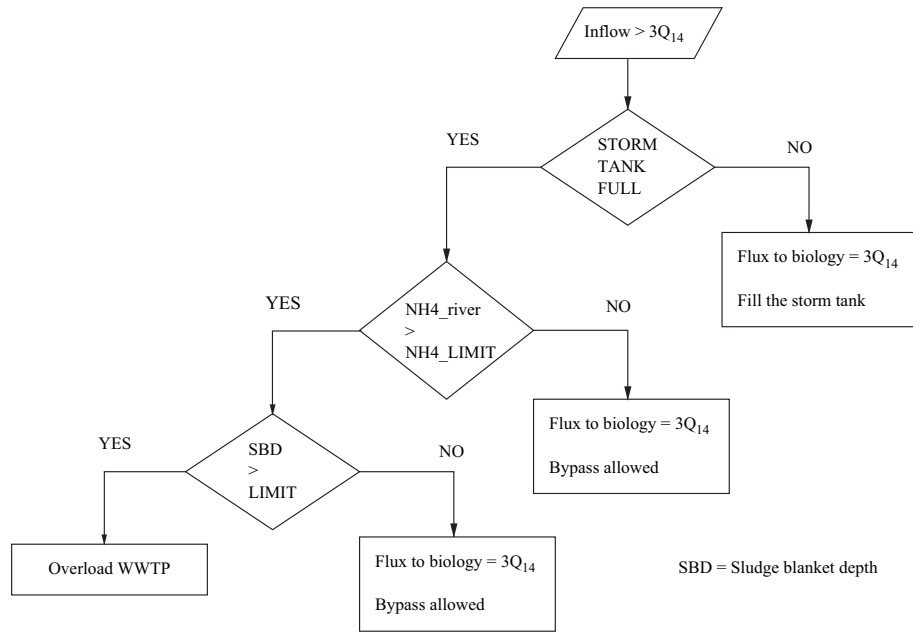 Inflow > 3Q₁₄
YES
STORM
TANK
FULL
NO
Flux to biology = 3Q₁₄
Fill the storm tank
YES
NH4_river
>
NH4_LIMIT
NO
Flux to biology = 3Q₁₄
Bypass allowed
YES
SBD
>
LIMIT
NO
Overload WWTP
Flux to biology = 3Q₁₄
Bypass allowed
SBD = Sludge blanket depth